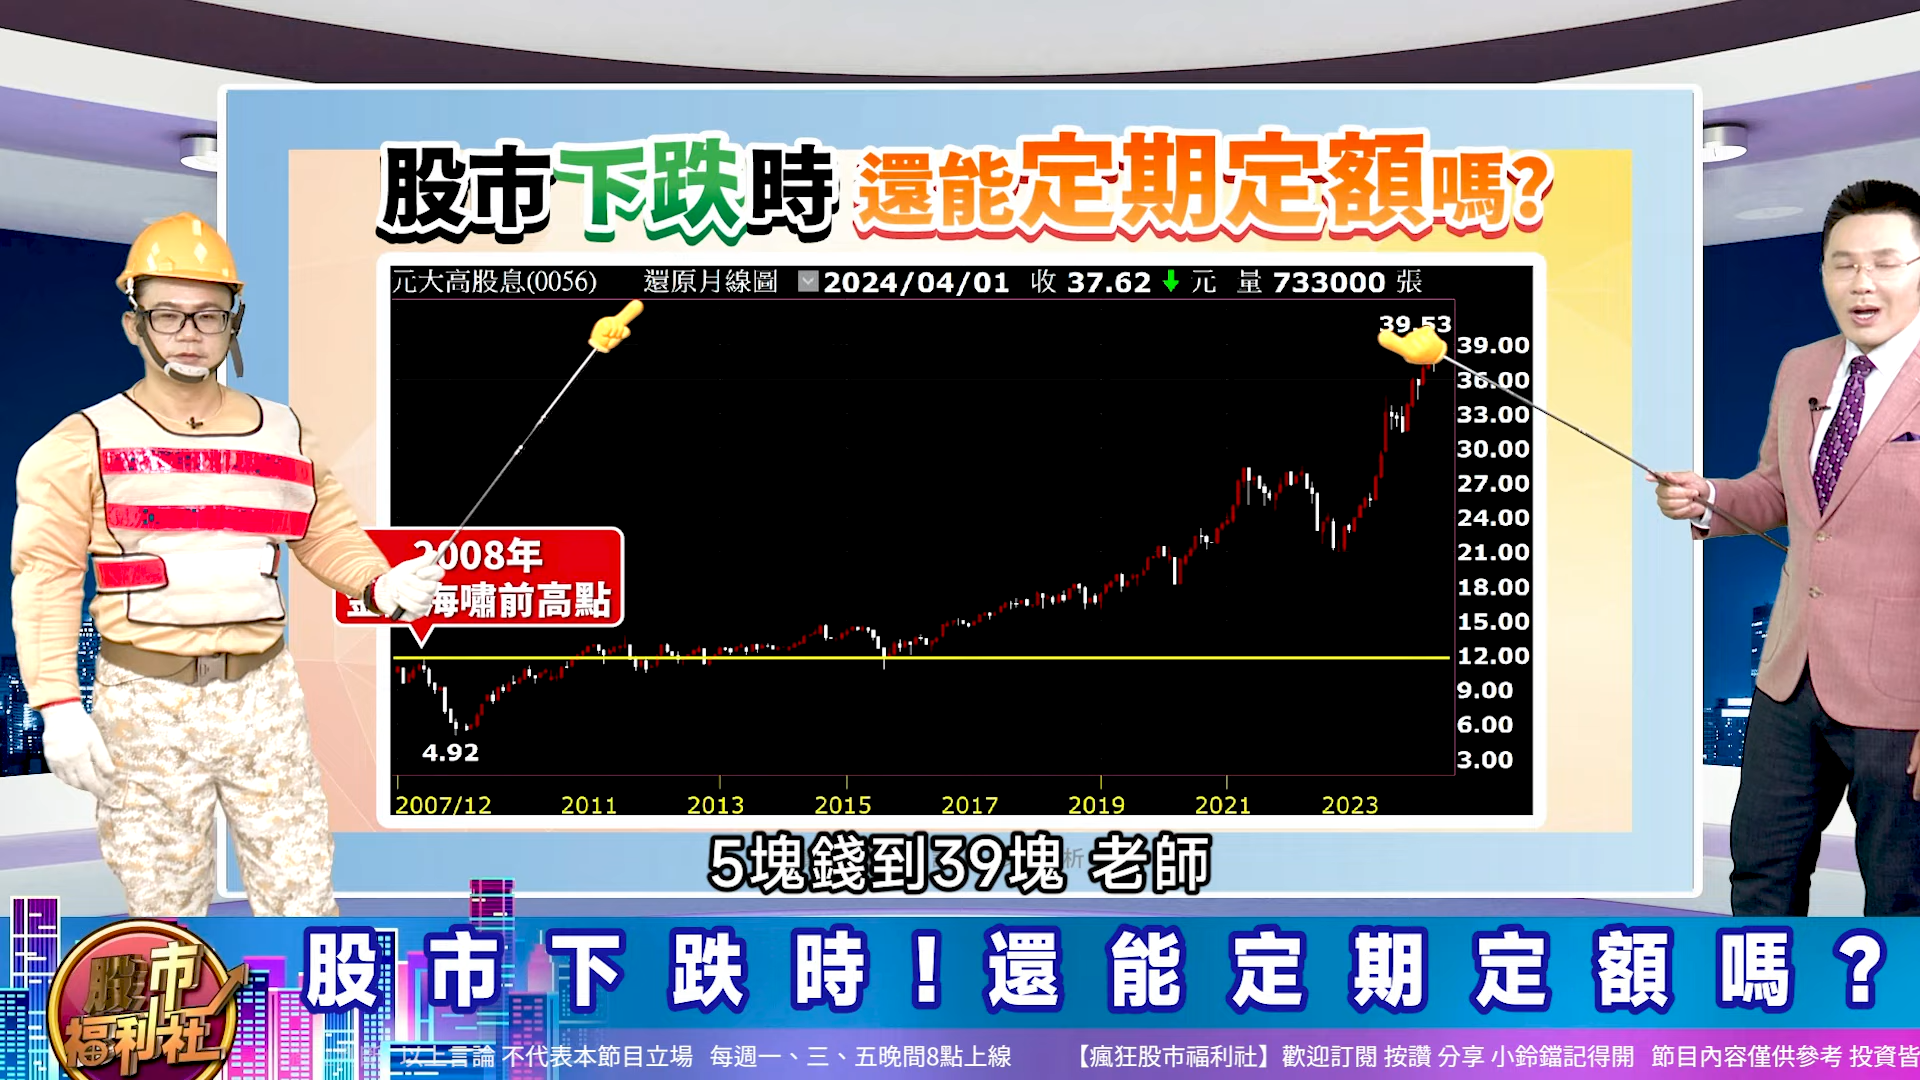 股市下跌時 還能定期定額嗎?
元大高股息(0056) 還原月線圖 2024/04/01 收 37.62 元 量 733000 張
39.53
39.00
36.00
33.00
30.00
27.00
24.00
21.00
18.00
15.00
12.00
9.00
6.00
3.00
2008年
海嘯前高點
4.92
2007/12 2011 2013 2015 2017 2019 2021 2023
析
5塊錢到39塊 老師
股市下跌時!還能定期定額嗎?
股市
福利社
以上言論 不代表本節目立場 每週一、三、五晚間8點上線 【瘋狂股市福利社】歡迎訂閱 按讚 分享 小鈴鐺記得開 節目內容僅供參考 投資皆